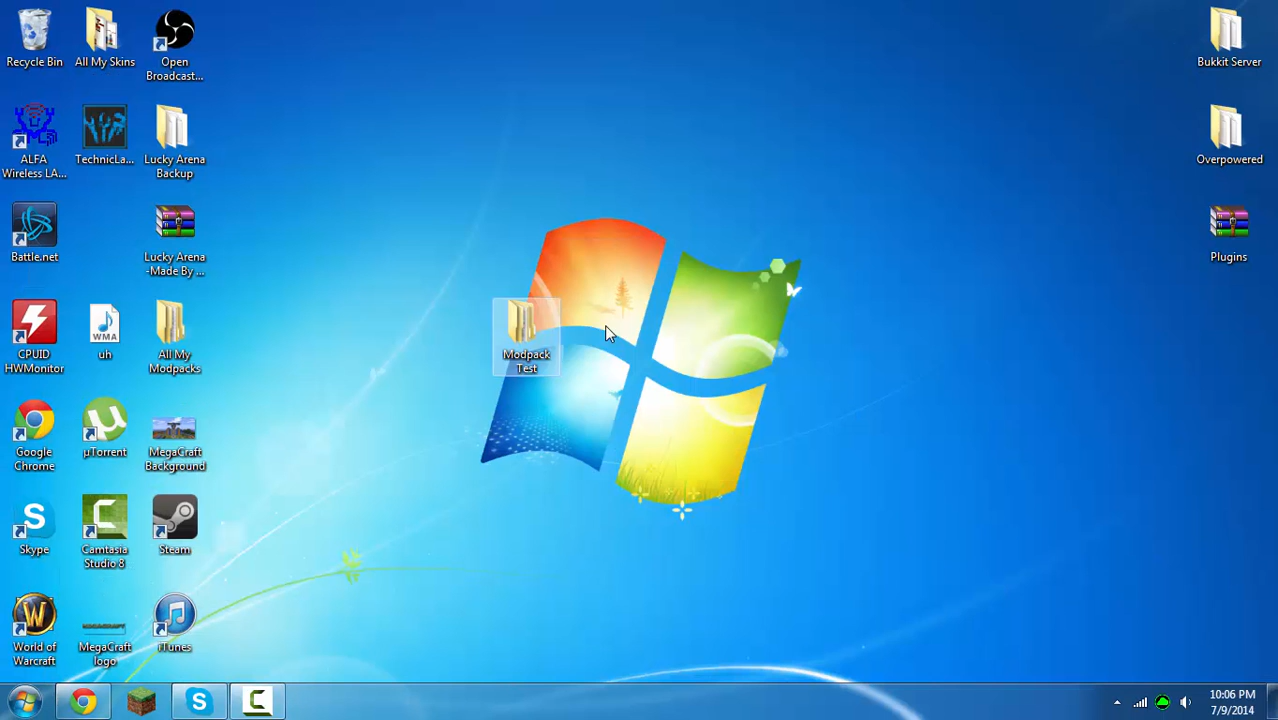 Recycle Bin
All My Skins
Open
Broadcast...
ALFA
Wireless LA...
TechnicLa...
Lucky Arena
Backup
Battle.net
Lucky Arena
-Made By ...
CPUID
HWMonitor
uh
All My
Modpacks
Google
Chrome
µTorrent
MegaCraft
Background
Skype
Camtasia
Studio 8
Steam
World of
Warcraft
MegaCraft
logo
iTunes
WMA
Modpack
Test
Bukkit Server
Overpowered
Plugins
10:06 PM
7/9/2014